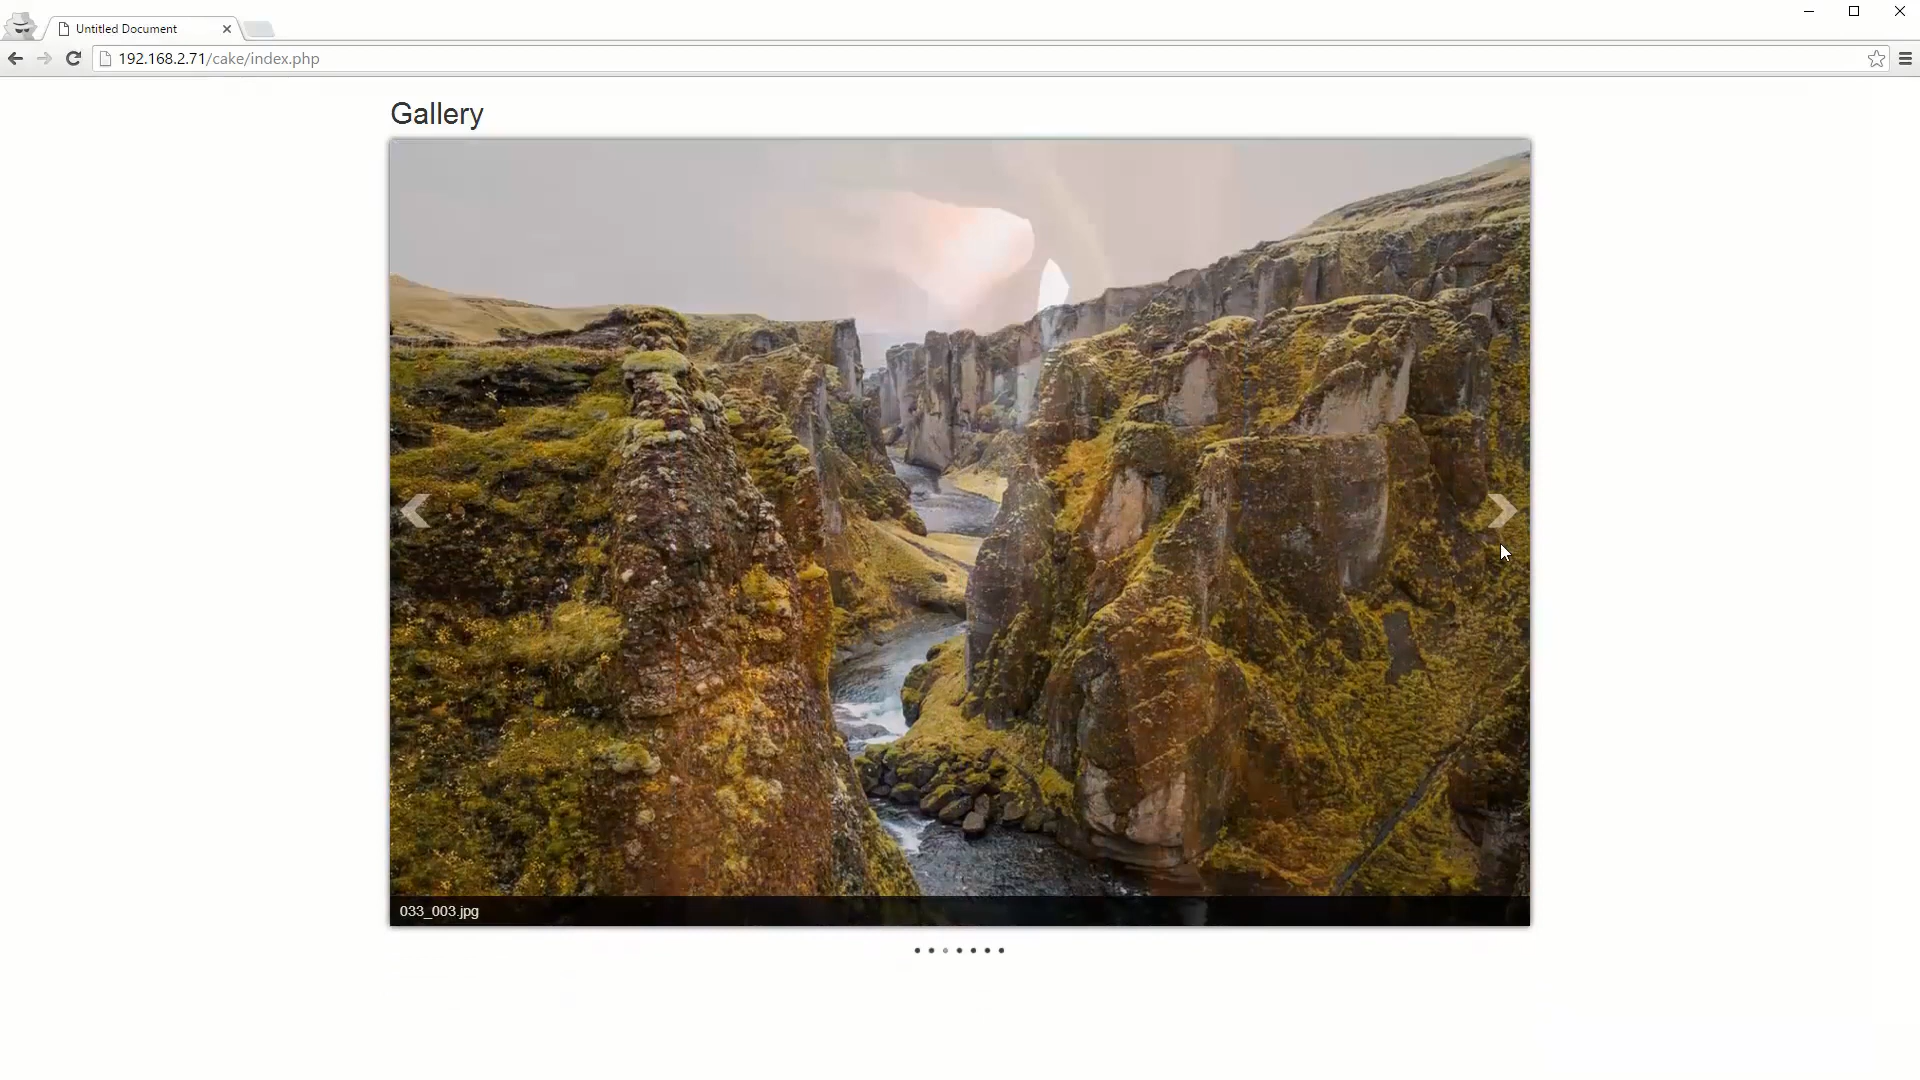 Untitled Document
192.168.2.71/cake/index.php
Gallery
033_003.jpg